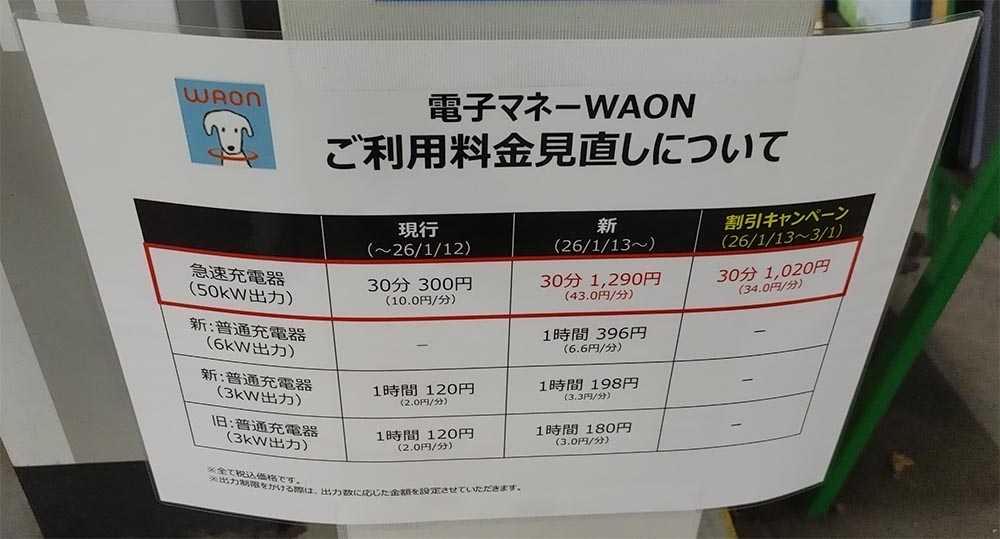 WAON
電子マネーWAON
ご利用料金見直しについて
現行 新 割引キャンペーン
(～26/1/12) (26/1/13～) (26/1/13～3/1)
急速充電器 30分 300円 30分 1,290円 30分 1,020円
(50kW出力) (10.0円/分) (43.0円/分) (34.0円/分)
新:普通充電器 － 1時間 396円 －
(6kW出力) (6.6円/分)
新:普通充電器 1時間 120円 1時間 198円 －
(3kW出力) (2.0円/分) (3.3円/分)
旧:普通充電器 1時間 120円 1時間 180円 －
(3kW出力) (2.0円/分) (3.0円/分)
※全て税込価格です。
※出力制限をかける際は、出力数に応じた金額を設定させていただきます。